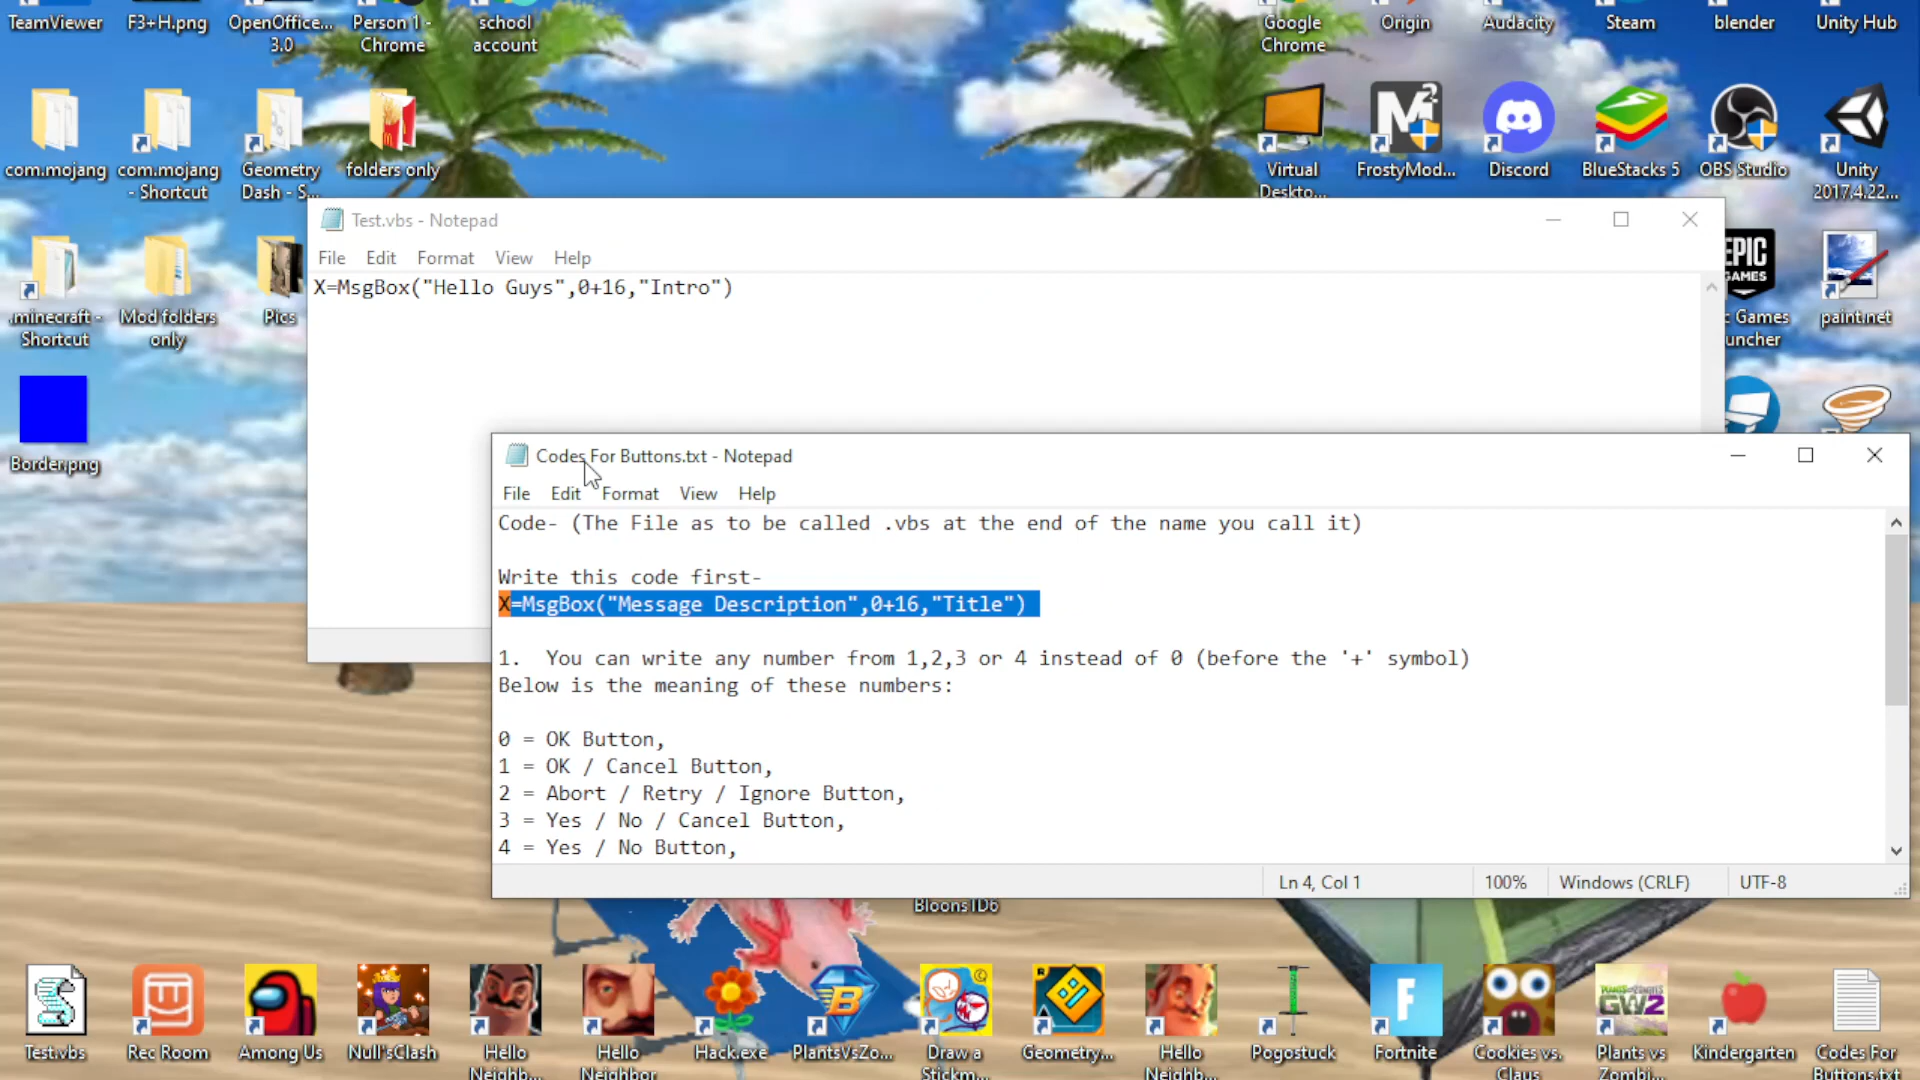 TeamViewer
F3+H.png
OpenOffice...
3.0
Person 1 -
Chrome
school
account
Google
Chrome
Origin
Audacity
Steam
blender
Unity Hub
com.mojang
com.mojang
- Shortcut
Geometry
Dash - S...
folders only
Virtual
Deskto...
M2
FrostyMod...
Discord
BlueStacks 5
OBS Studio
Unity
2017.4.22...
Test.vbs - Notepad
File Edit Format View Help
X=MsgBox("Hello Guys",0+16,"Intro")
.minecraft -
Shortcut
Mod folders
only
Pics
EPIC
GAMES
c Games
uncher
paint.net
Border.png
Codes For Buttons.txt - Notepad
File Edit Format View Help
Code- (The File as to be called .vbs at the end of the name you call it)
Write this code first-
X=MsgBox("Message Description",0+16,"Title")
1.  You can write any number from 1,2,3 or 4 instead of 0 (before the '+' symbol)
Below is the meaning of these numbers:
0 = OK Button,
1 = OK / Cancel Button,
2 = Abort / Retry / Ignore Button,
3 = Yes / No / Cancel Button,
4 = Yes / No Button,
Ln 4, Col 1
100%
Windows (CRLF)
UTF-8
BloonsTD6
Test.vbs
Rec Room
Among Us
Null'sClash
Hello
Neighb...
Hello
Neighbor
Hack.exe
PlantsVsZo...
Draw a
Stickm...
Geometry...
Hello
Neighb...
Pogostuck
Fortnite
Cookies vs.
Claus
GW2
Plants vs
Zombi...
Kindergarten
Codes For
Buttons.txt